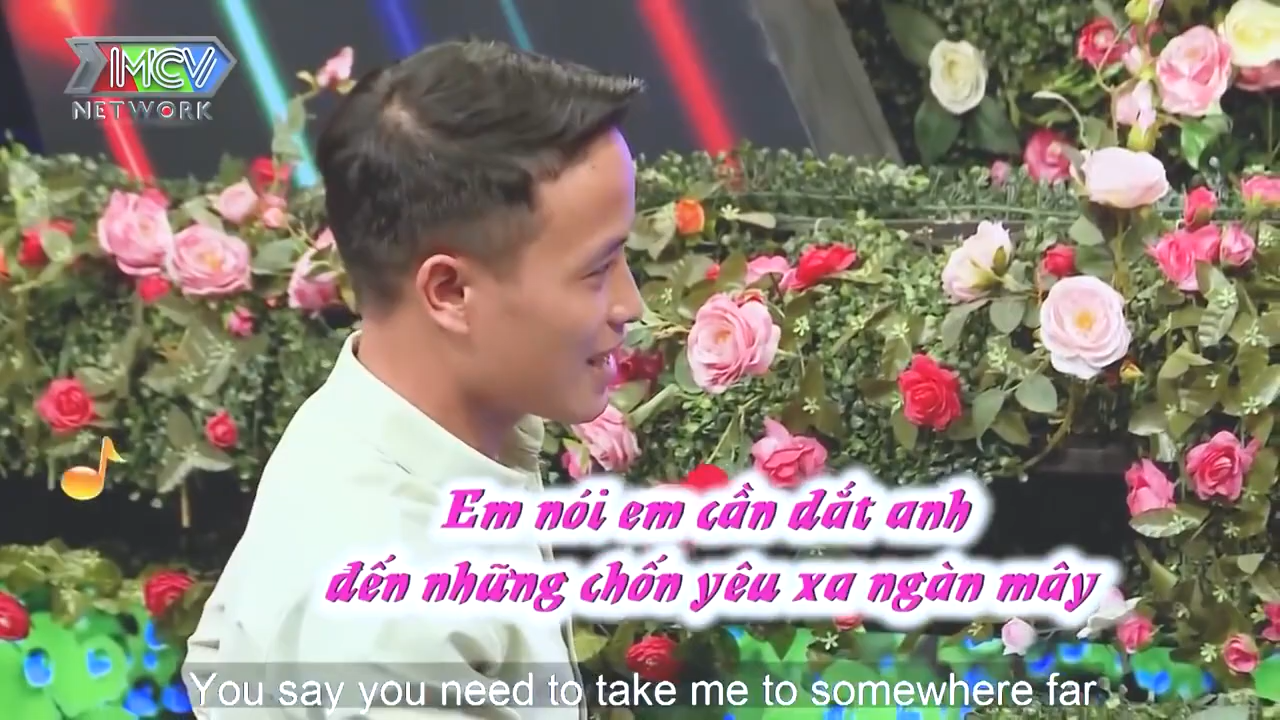 MCV
NETWORK
Em nói em cần dắt anh
đến những chốn yêu xa ngàn mây
You say you need to take me to somewhere far